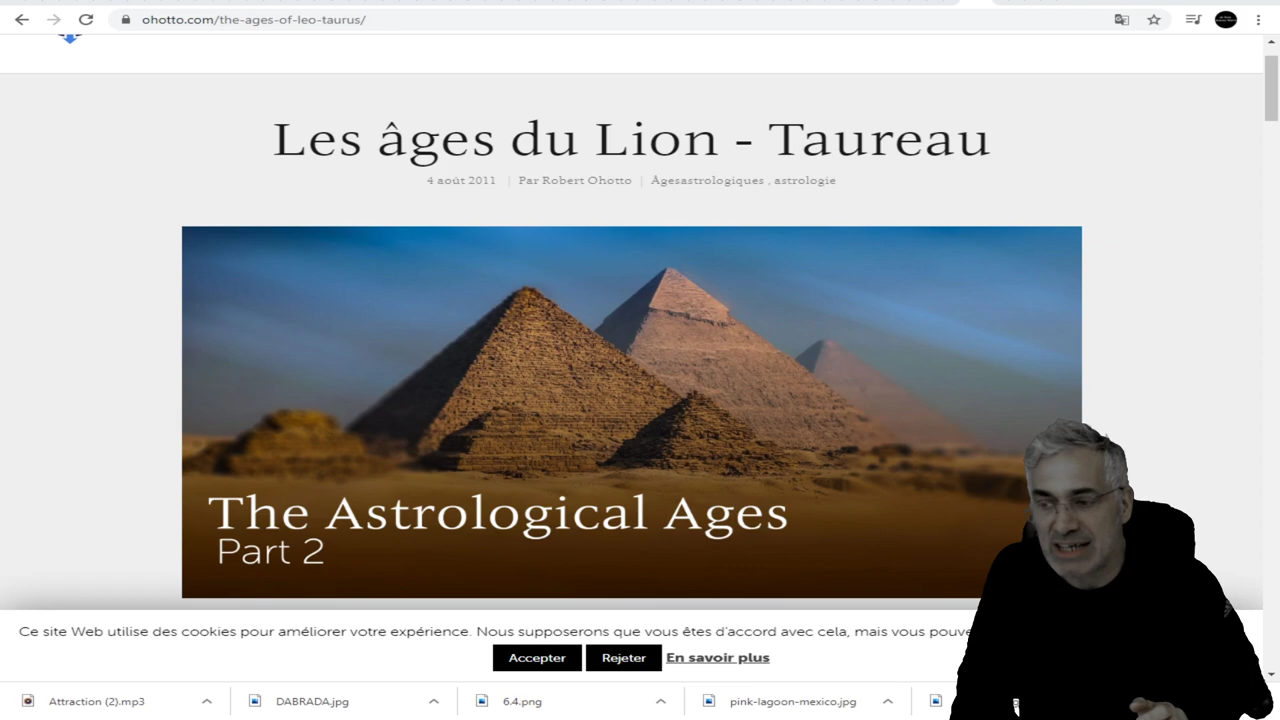 ohotto.com/the-ages-of-leo-taurus/
Les âges du Lion - Taureau
4 août 2011 | Par Robert Ohotto | Âgesastrologiques , astrologie
The Astrological Ages
Part 2
Ce site Web utilise des cookies pour améliorer votre expérience. Nous supposerons que vous êtes d'accord avec cela, mais vous
Accepter Rejeter En savoir plus
Attraction (2).mp3 DABRADA.jpg 6.4.png pink-lagoon-mexico.jpg